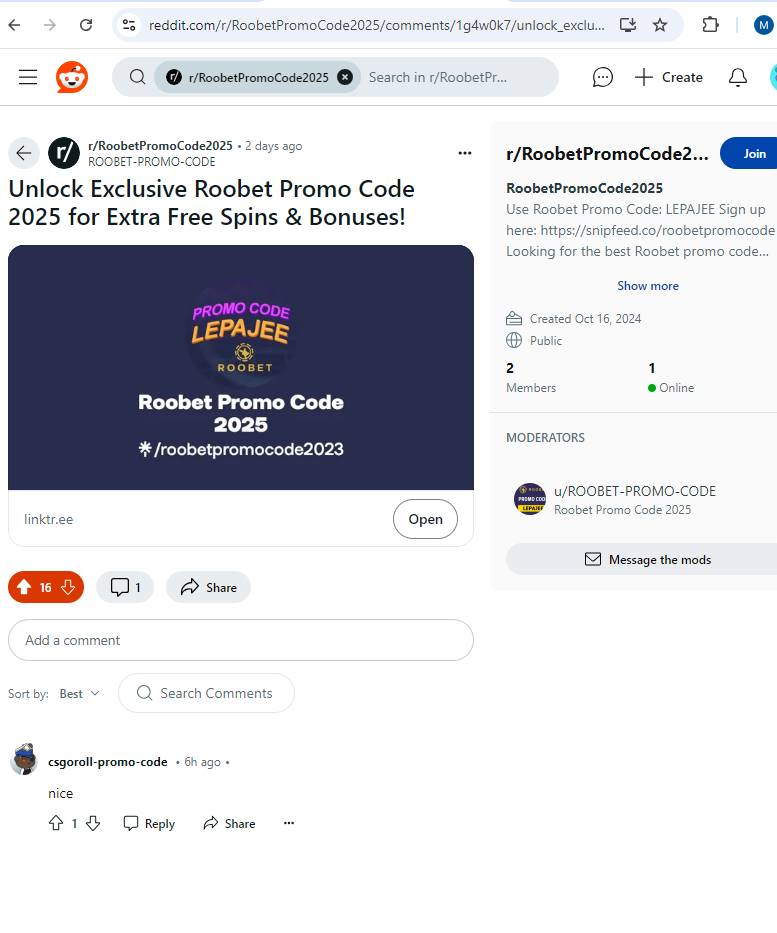 reddit.com/r/RoobetPromoCode2025/comments/1g4w0k7/unlock_exclu...
M
r/ r/RoobetPromoCode2025
Search in r/RoobetPr...
Create
r/
r/RoobetPromoCode2025 • 2 days ago
ROOBET-PROMO-CODE
Unlock Exclusive Roobet Promo Code
2025 for Extra Free Spins & Bonuses!
PROMO CODE
LEPAJEE
ROOBET
Roobet Promo Code
2025
/roobetpromocode2023
linktr.ee
Open
16
1
Share
Add a comment
Sort by: Best
Search Comments
csgoroll-promo-code • 6h ago •
nice
1
Reply
Share
r/RoobetPromoCode2...
Join
RoobetPromoCode2025
Use Roobet Promo Code: LEPAJEE Sign up
here: https://snipfeed.co/roobetpromocode
Looking for the best Roobet promo code...
Show more
Created Oct 16, 2024
Public
2 1
Members Online
MODERATORS
PROMO COD
LEPAJEE
u/ROOBET-PROMO-CODE
Roobet Promo Code 2025
Message the mods